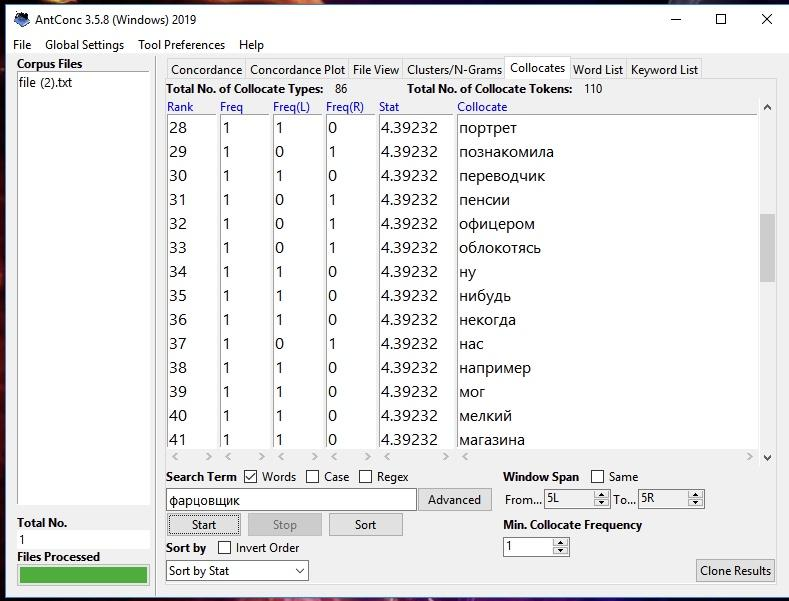 AntConc 3.5.8 (Windows) 2019
File Global Settings Tool Preferences Help
Corpus Files
file (2).txt
Concordance Concordance Plot File View Clusters/N-Grams Collocates Word List Keyword List
Total No. of Collocate Types: 86 Total No. of Collocate Tokens: 110
Rank Freq Freq(L) Freq(R) Stat Collocate
28 1 1 0 4.39232 портрет
29 1 0 1 4.39232 познакомила
30 1 1 0 4.39232 переводчик
31 1 0 1 4.39232 пенсии
32 1 0 1 4.39232 офицером
33 1 0 1 4.39232 облокотясь
34 1 1 0 4.39232 ну
35 1 1 0 4.39232 нибудь
36 1 1 0 4.39232 некогда
37 1 0 1 4.39232 нас
38 1 1 0 4.39232 например
39 1 1 0 4.39232 мог
40 1 1 0 4.39232 мелкий
41 1 1 0 4.39232 магазина
Search Term Words Case Regex Window Span Same
фарцовщик Advanced From... 5L To... 5R
Start Stop Sort Min. Collocate Frequency
Sort by Invert Order 1
Sort by Stat Clone Results
Total No.
1
Files Processed